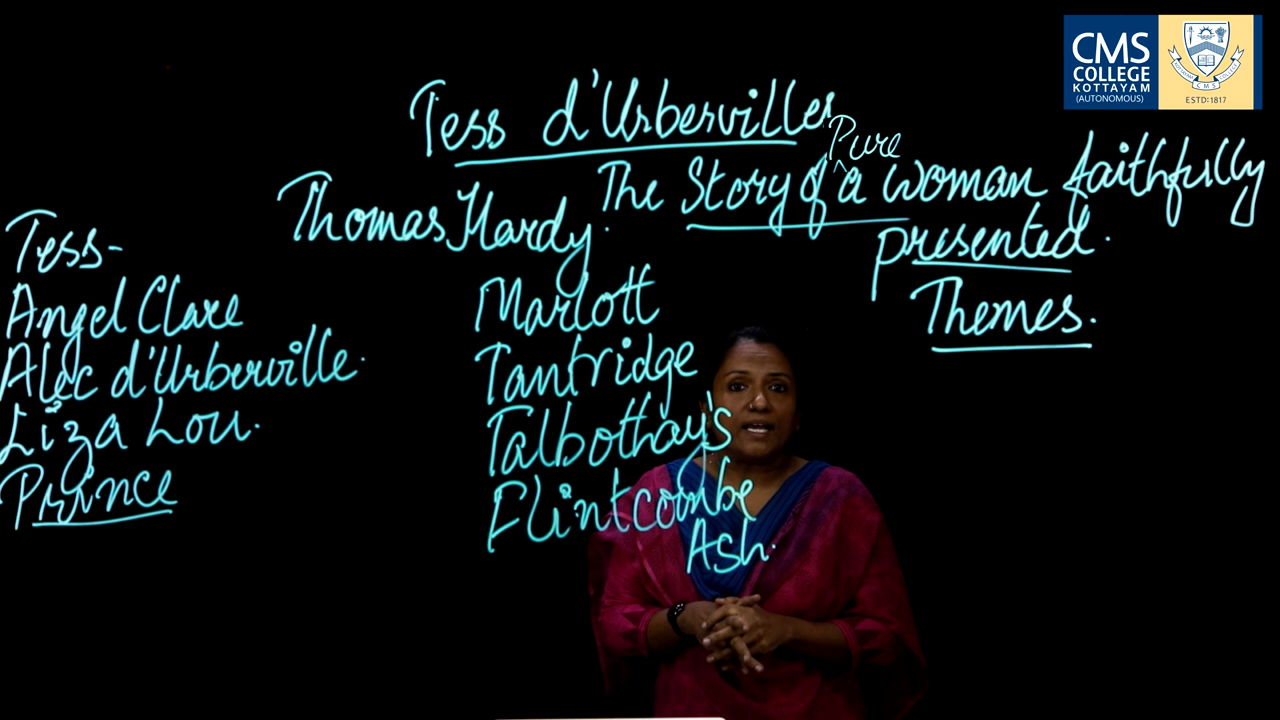 CMS
COLLEGE
KOTTAYAM
(AUTONOMOUS)
ESTD:1817
Tess d'Urbervilles
Thomas Hardy.
The Story of ^ a woman faithfully
Pure
presented.
Themes.
Tess-
Angel Clare
Alec d'Urberville.
Liza Lou.
Prince
Marlott
Tantridge
Talbothay's
Flintcombe
Ash.